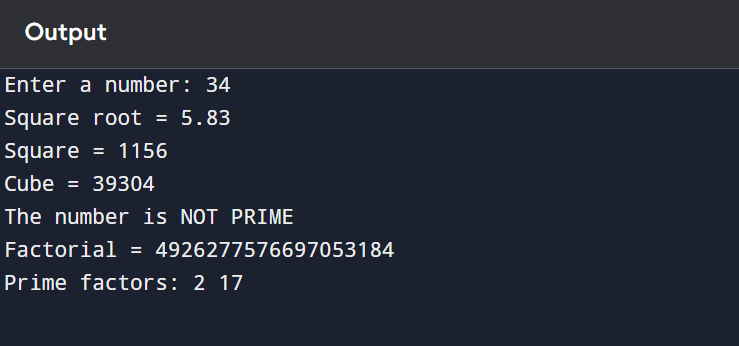 Output
Enter a number: 34
Square root = 5.83
Square = 1156
Cube = 39304
The number is NOT PRIME
Factorial = 4926277576697053184
Prime factors: 2 17